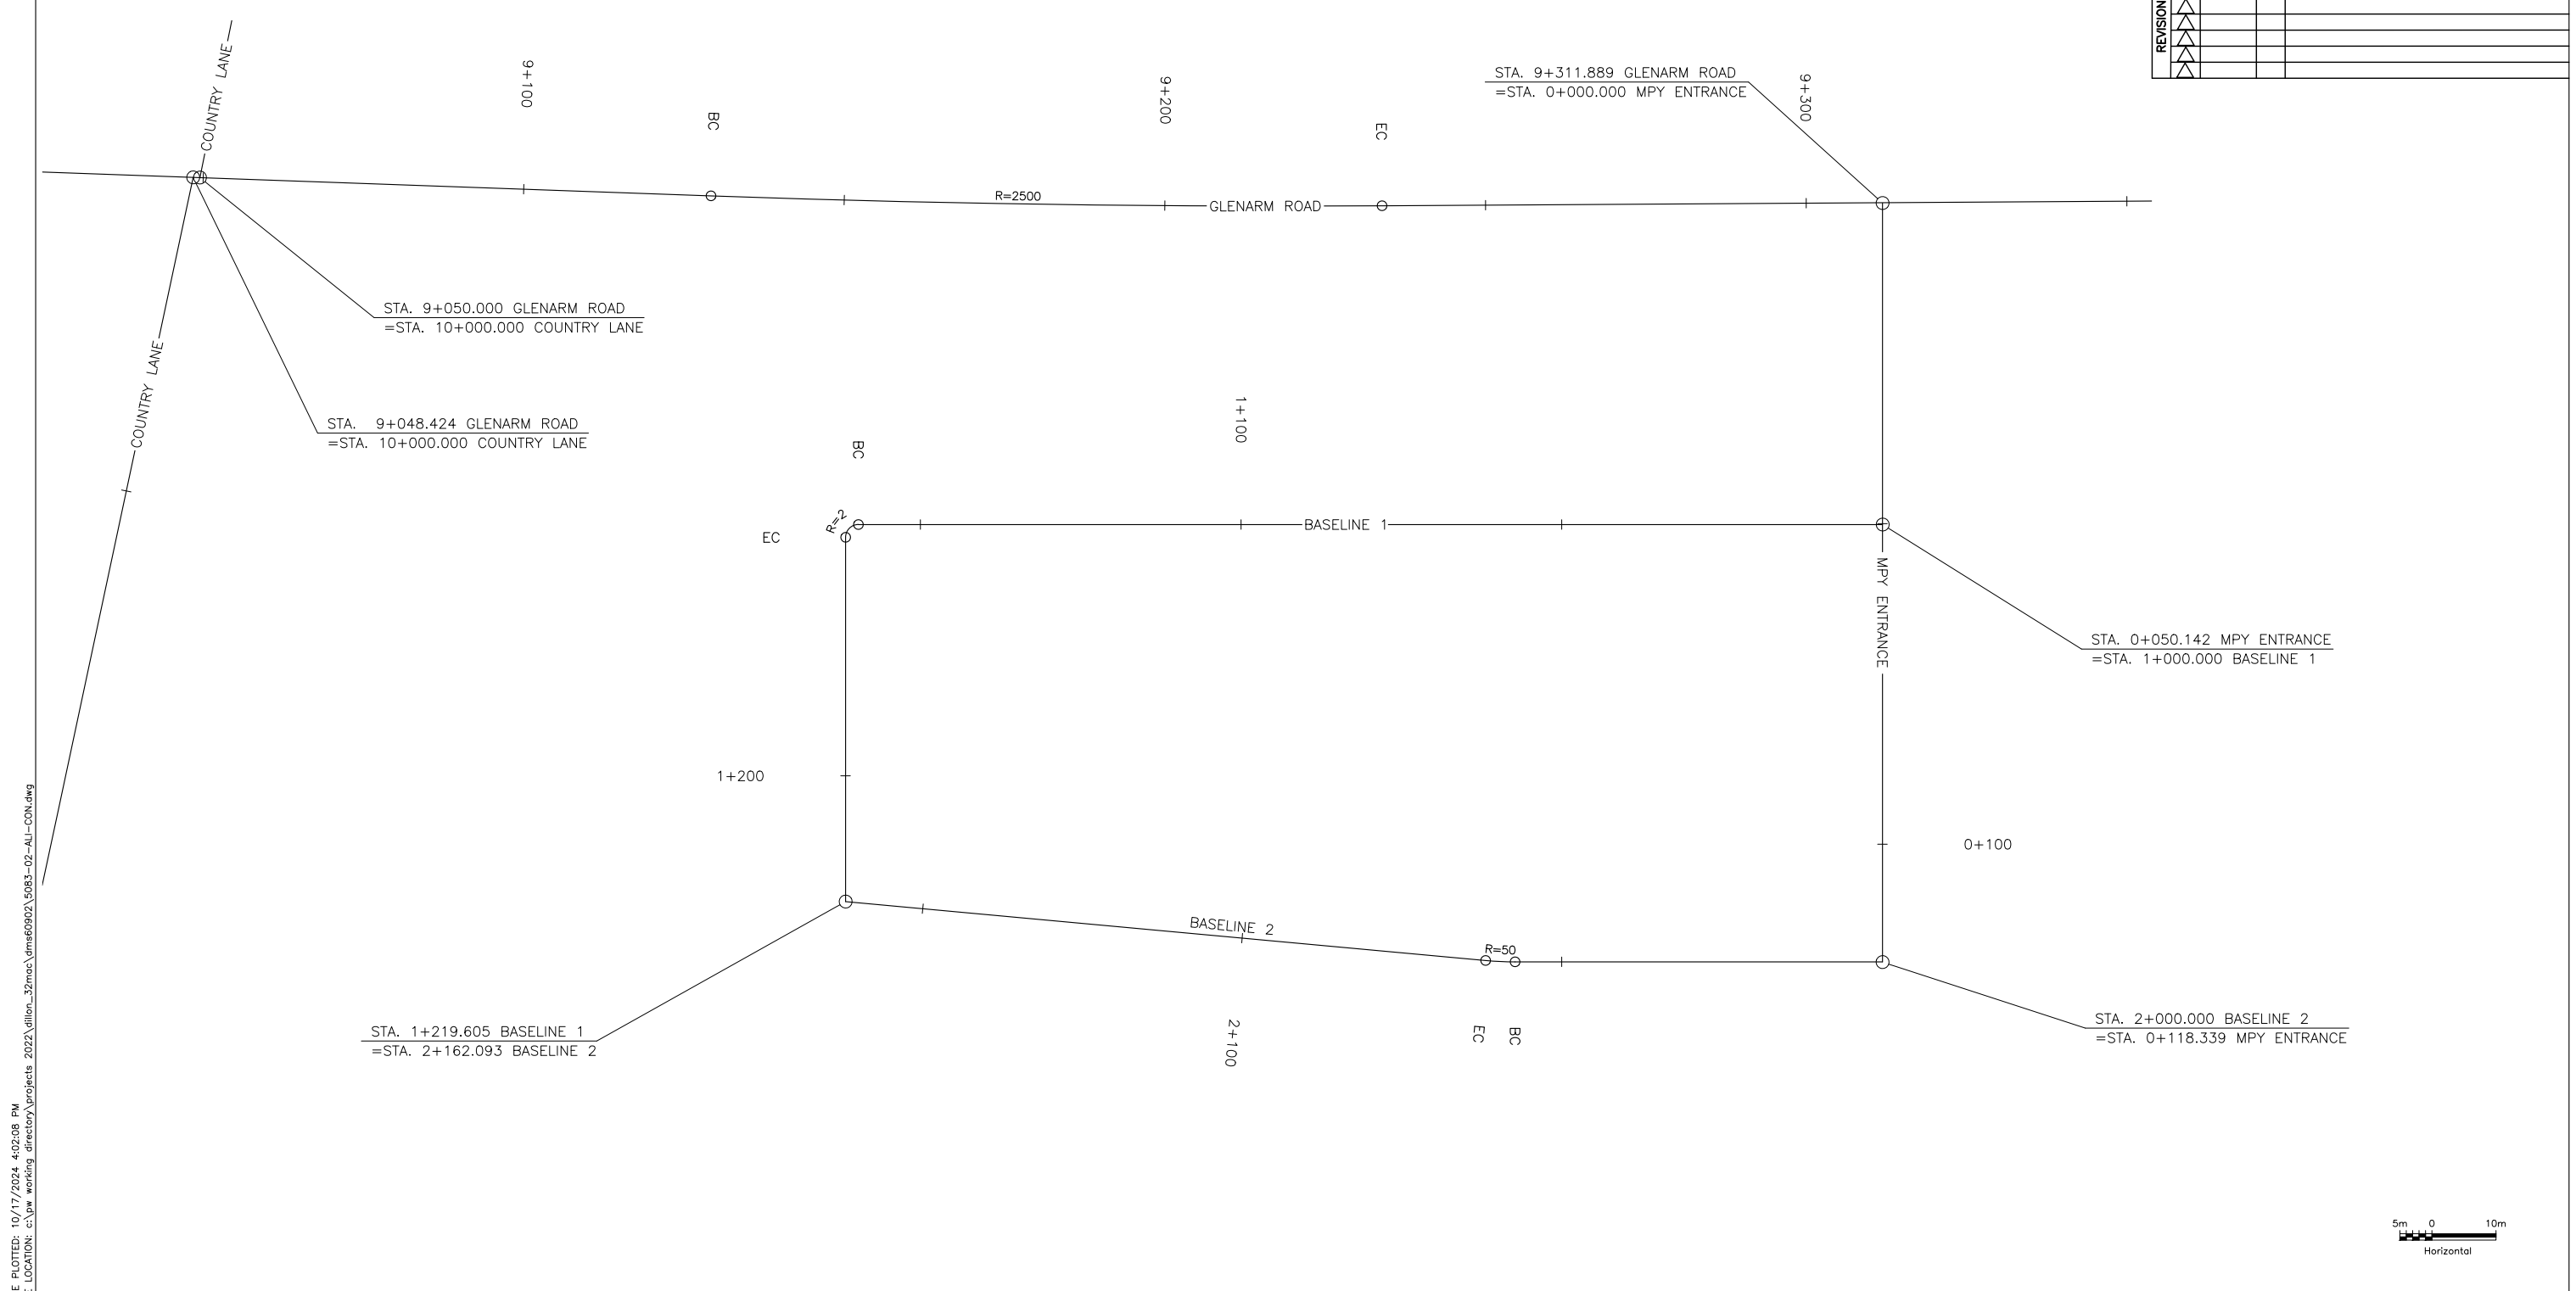 REVISION
COUNTRY LANE
9+100
BC
9+200
EC
STA. 9+311.889 GLENARM ROAD
=STA. 0+000.000 MPY ENTRANCE
9+300
R=2500
GLENARM ROAD
STA. 9+050.000 GLENARM ROAD
=STA. 10+000.000 COUNTRY LANE
COUNTRY LANE
STA. 9+048.424 GLENARM ROAD
=STA. 10+000.000 COUNTRY LANE
BC
1+100
R=2
EC
BASELINE 1
MPY ENTRANCE
STA. 0+050.142 MPY ENTRANCE
=STA. 1+000.000 BASELINE 1
1+200
0+100
BASELINE 2
R=50
STA. 1+219.605 BASELINE 1
=STA. 2+162.093 BASELINE 2
2+100
EC
BC
STA. 2+000.000 BASELINE 2
=STA. 0+118.339 MPY ENTRANCE
5m 0 10m
Horizontal
E PLOTTED: 10/17/2024 4:02:08 PM
LOCATION: c:\pw working directory\projects 2022\dillon_32mac\dms60902\5083-02-ALI-CON.dwg